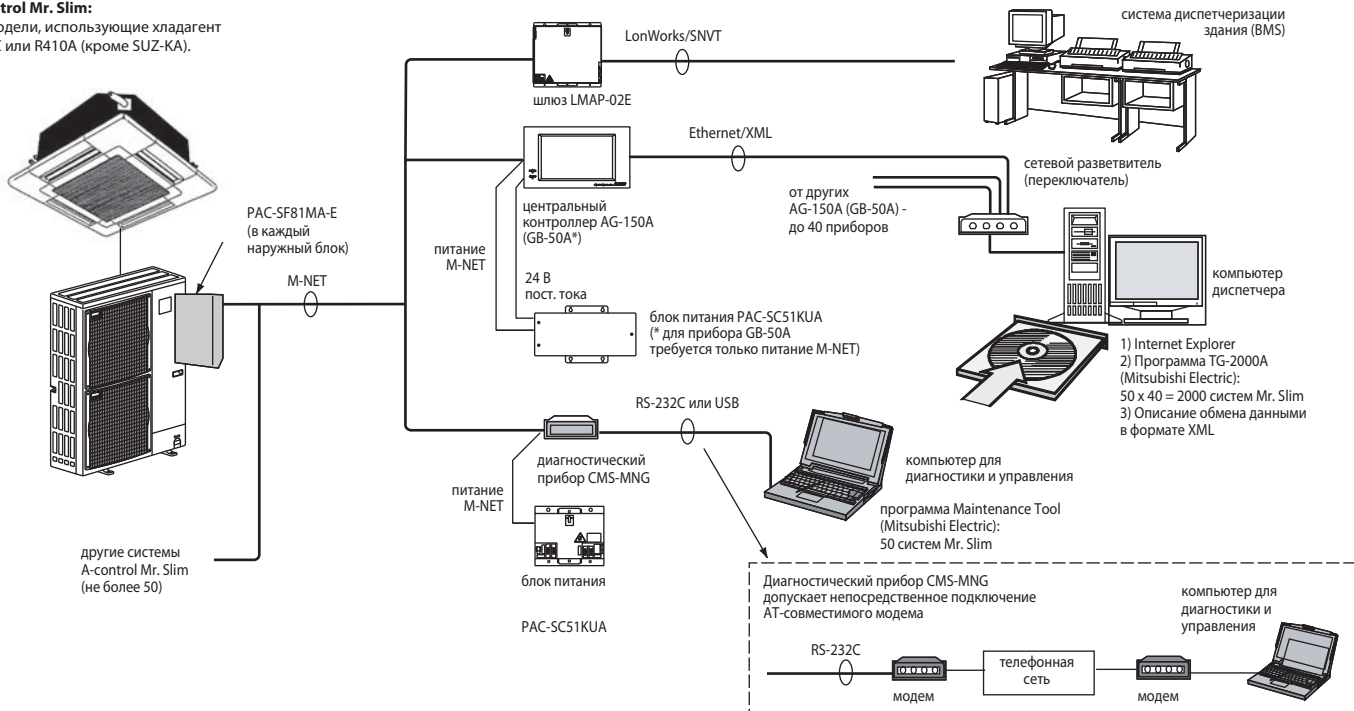 ntrol Mr. Slim:
одели, использующие хладагент
С или R410A (кроме SUZ-KA).
LonWorks/SNVT
шлюз LMAP-02E
система диспетчеризации
здания (BMS)
Ethernet/XML
сетевой разветвитель
(переключатель)
от других
AG-150A (GB-50A) -
до 40 приборов
центральный
контроллер AG-150A
(GB-50A*)
питание
M-NET
24 В
пост. тока
PAC-SF81MA-E
(в каждый
наружный блок)
M-NET
блок питания PAC-SC51KUA
(* для прибора GB-50A
требуется только питание M-NET)
компьютер
диспетчера
1) Internet Explorer
2) Программа TG-2000A
(Mitsubishi Electric):
50 x 40 = 2000 систем Mr. Slim
3) Описание обмена данными
в формате XML
RS-232C или USB
диагностический
прибор CMS-MNG
питание
M-NET
компьютер для
диагностики и управления
программа Maintenance Tool
(Mitsubishi Electric):
50 систем Mr. Slim
блок питания
PAC-SC51KUA
другие системы
A-control Mr. Slim
(не более 50)
Диагностический прибор CMS-MNG
допускает непосредственное подключение
АТ-совместимого модема
компьютер для
диагностики и
управления
RS-232C
модем
телефонная
сеть
модем